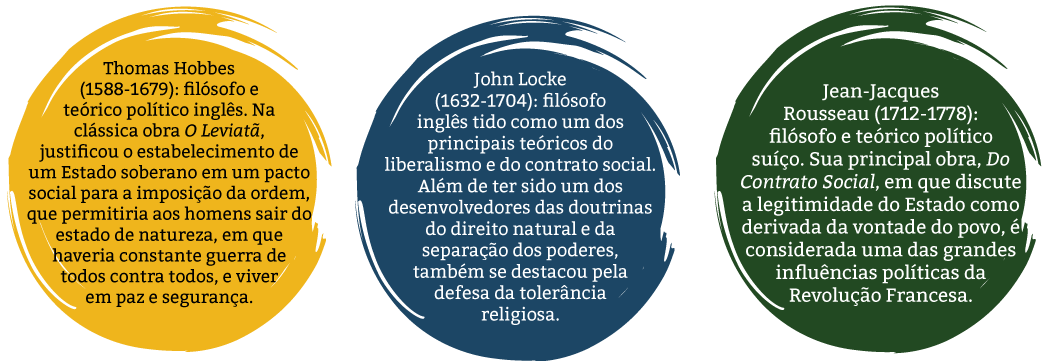 Thomas Hobbes
(1588-1679): filósofo e
teórico político inglês. Na
clássica obra O Leviatã,
justificou o estabelecimento de
um Estado soberano em um pacto
social para a imposição da ordem,
que permitiria aos homens sair do
estado de natureza, em que
haveria constante guerra de
todos contra todos, e viver
em paz e segurança.
John Locke
(1632-1704): filósofo
inglês tido como um dos
principais teóricos do
liberalismo e do contrato social.
Além de ter sido um dos
desenvolvedores das doutrinas
do direito natural e da
separação dos poderes,
também se destacou pela
defesa da tolerância
religiosa.
Jean-Jacques
Rousseau (1712-1778):
filósofo e teórico político
suíço. Sua principal obra, Do
Contrato Social, em que discute
a legitimidade do Estado como
derivada da vontade do povo, é
considerada uma das grandes
influências políticas da
Revolução Francesa.